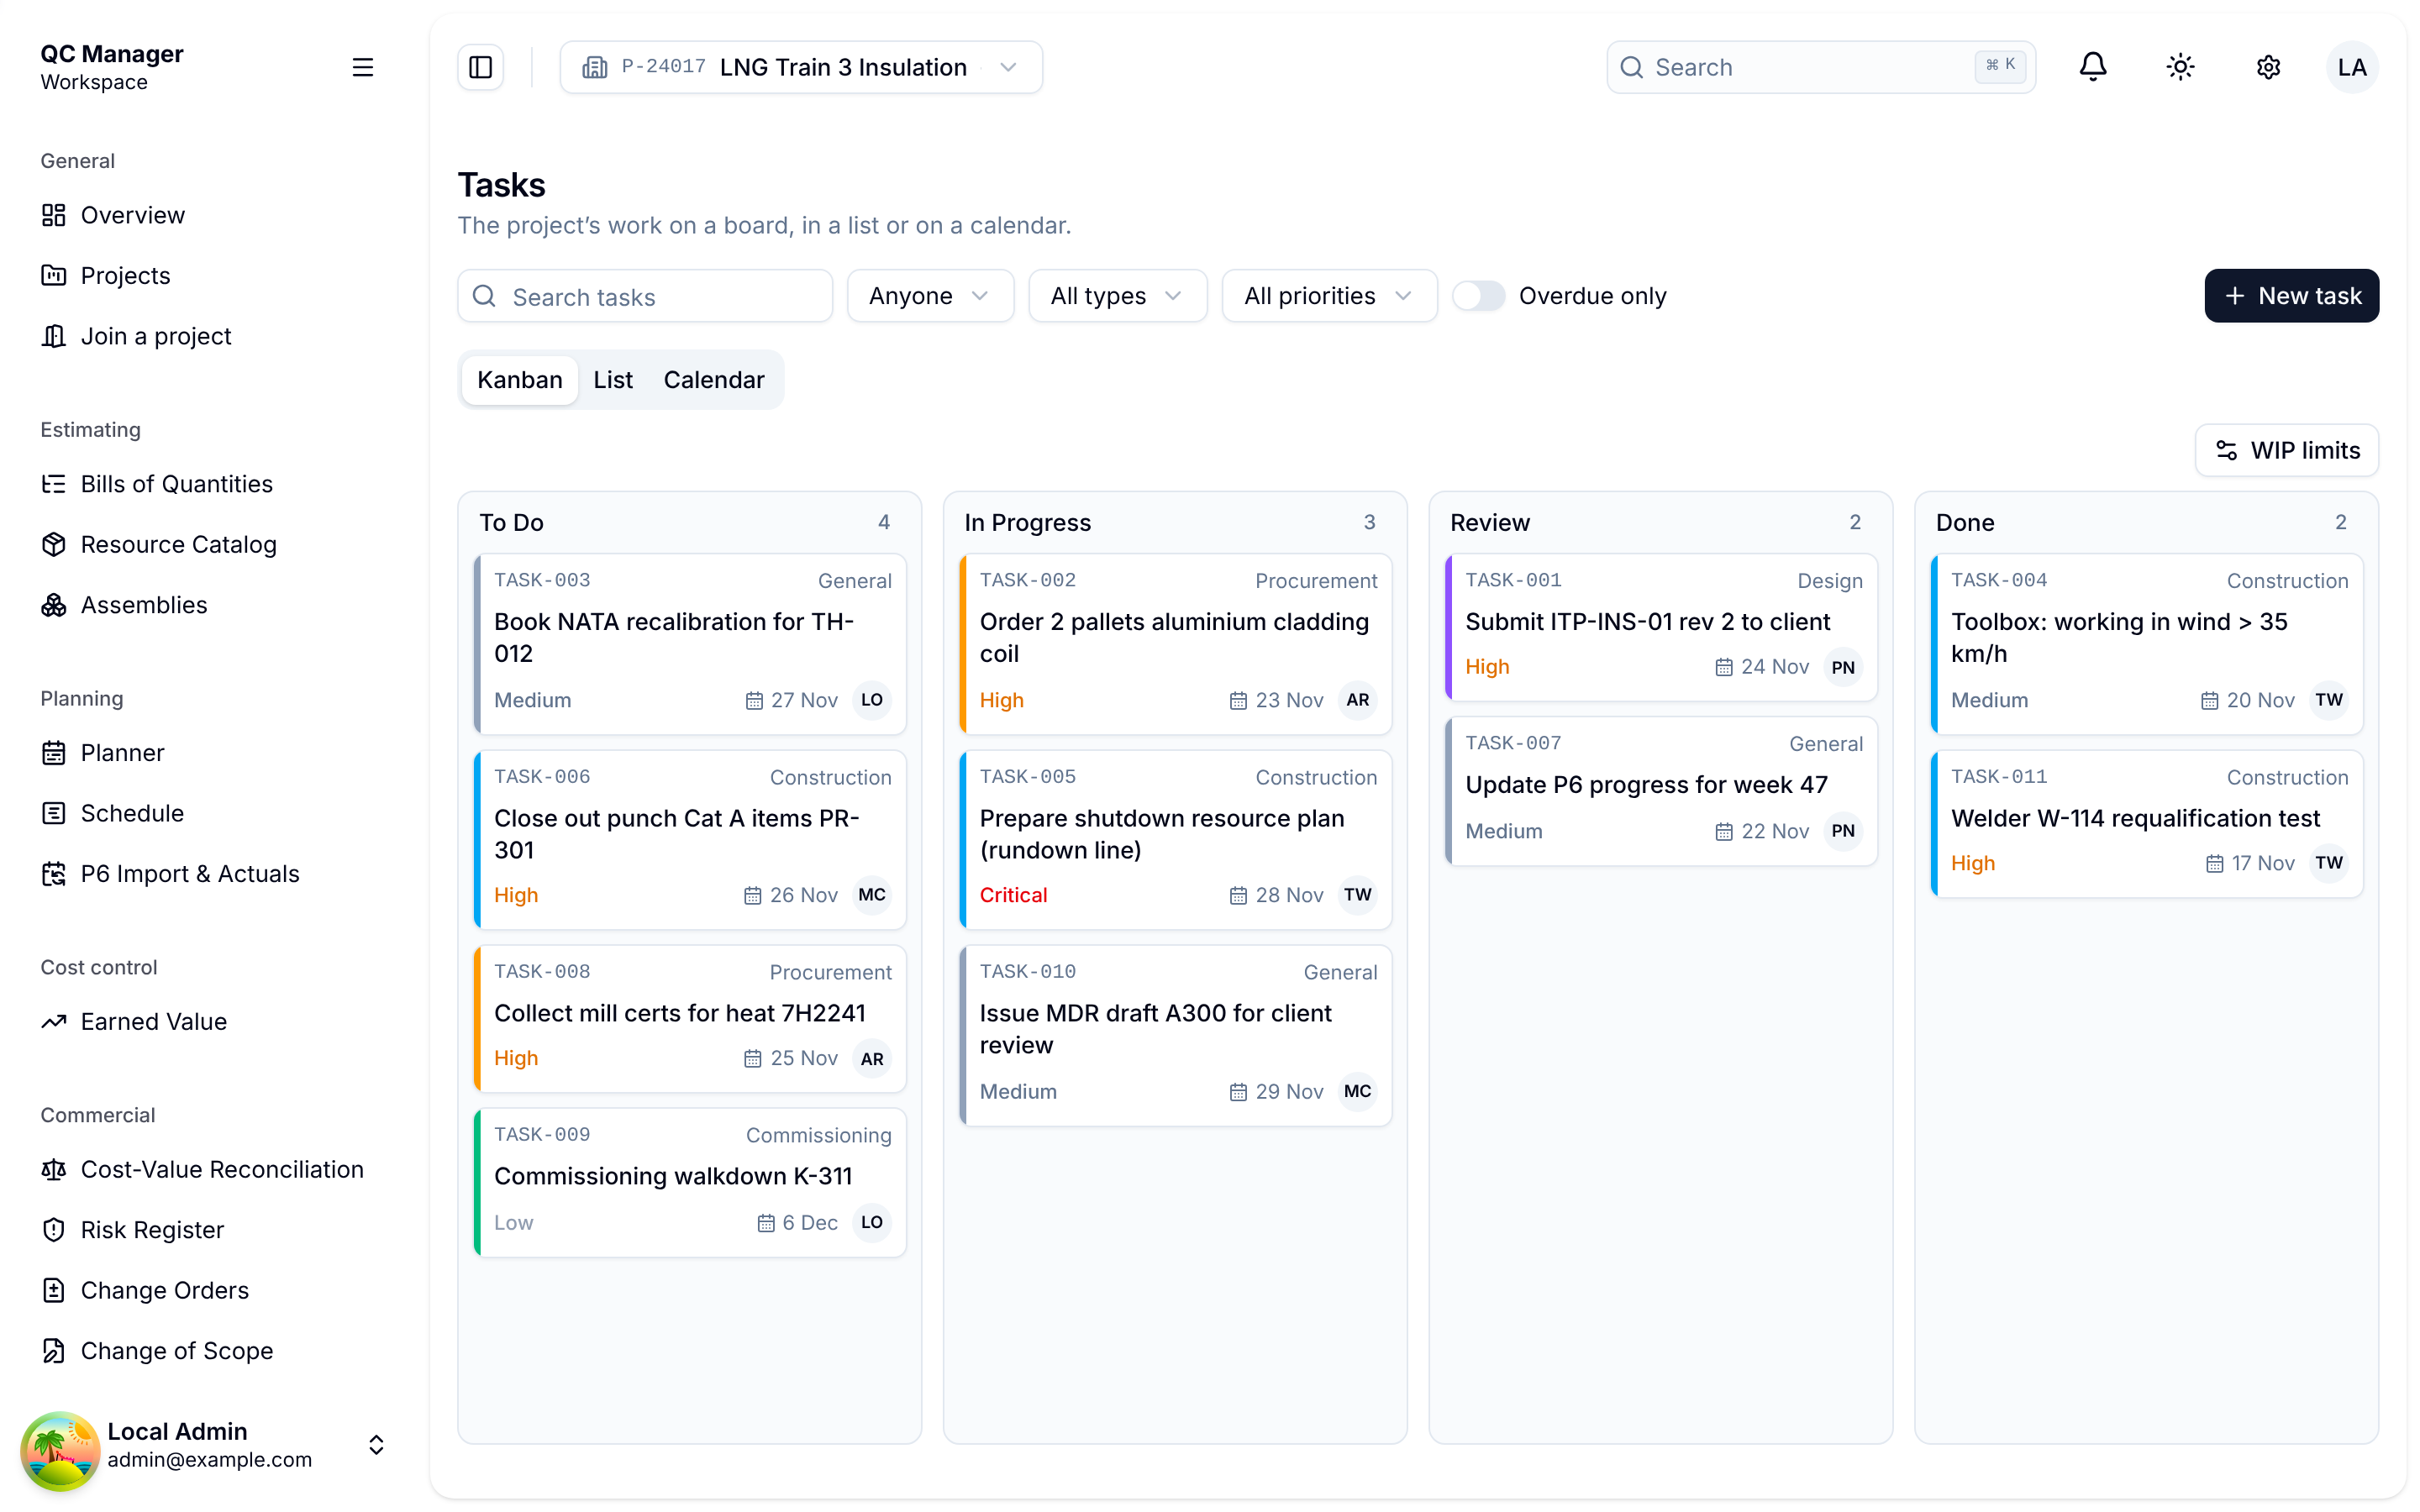 QC Manager
Workspace
General
Overview
Projects
Join a project
Estimating
Bills of Quantities
Resource Catalog
Assemblies
Planning
Planner
Schedule
P6 Import & Actuals
Cost control
Earned Value
Commercial
Cost-Value Reconciliation
Risk Register
Change Orders
Change of Scope
Local Admin
admin@example.com
P-24017 LNG Train 3 Insulation
Search ⌘ K
LA
Tasks
The project’s work on a board, in a list or on a calendar.
Search tasks
Anyone
All types
All priorities
Overdue only
New task
Kanban List Calendar
WIP limits
To Do 4
TASK-003 General
Book NATA recalibration for TH-
012
Medium 27 Nov LO
TASK-006 Construction
Close out punch Cat A items PR-
301
High 26 Nov MC
TASK-008 Procurement
Collect mill certs for heat 7H2241
High 25 Nov AR
TASK-009 Commissioning
Commissioning walkdown K-311
Low 6 Dec LO
In Progress 3
TASK-002 Procurement
Order 2 pallets aluminium cladding
coil
High 23 Nov AR
TASK-005 Construction
Prepare shutdown resource plan
(rundown line)
Critical 28 Nov TW
TASK-010 General
Issue MDR draft A300 for client
review
Medium 29 Nov MC
Review 2
TASK-001 Design
Submit ITP-INS-01 rev 2 to client
High 24 Nov PN
TASK-007 General
Update P6 progress for week 47
Medium 22 Nov PN
Done 2
TASK-004 Construction
Toolbox: working in wind > 35
km/h
Medium 20 Nov TW
TASK-011 Construction
Welder W-114 requalification test
High 17 Nov TW